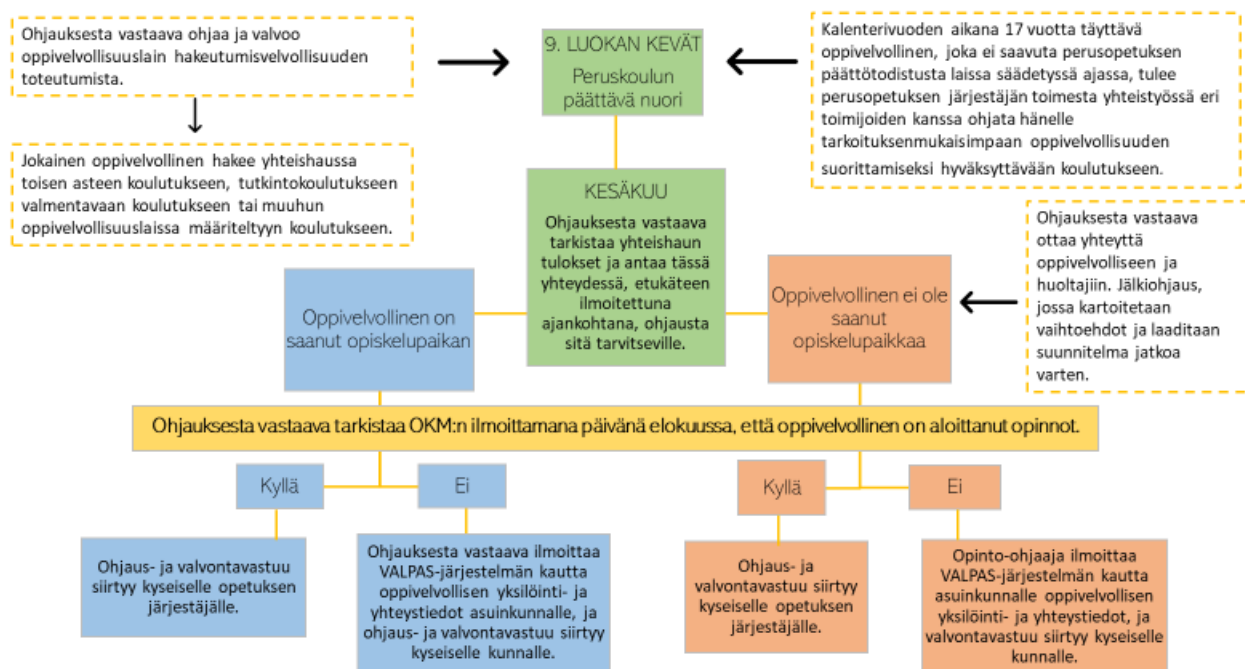 Ohjauksesta vastaava ohjaa ja valvoo
oppivelvollisuuslain hakeutumisvelvollisuuden
toteutumista.
9. LUOKAN KEVÄT
Peruskoulun
päättävä nuori
Kalenterivuoden aikana 17 vuotta täyttävä
oppivelvollinen, joka ei saavuta perusopetuksen
päättötodistusta laissa säädetyssä ajassa, tulee
perusopetuksen järjestäjän toimesta yhteistyössä eri
toimijoiden kanssa ohjata hänelle
tarkoituksenmukaisimpaan oppivelvollisuuden
suorittamiseksi hyväksyttävään koulutukseen.
Jokainen oppivelvollinen hakee yhteishaussa
toisen asteen koulutukseen, tutkintokoulutukseen
valmentavaan koulutukseen tai muuhun
oppivelvollisuuslaissa määriteltyyn koulutukseen.
KESÄKUU
Ohjauksesta vastaava
tarkistaa yhteishaun
tulokset ja antaa tässä
yhteydessä, etukäteen
ilmoitettuna
ajankohtana, ohjausta
sitä tarvitseville.
Ohjauksesta vastaava
ottaa yhteyttä
oppivelvolliseen ja
huoltajiin. Jälkiohjaus,
jossa kartoitetaan
vaihtoehdot ja laaditaan
suunnitelma jatkoa
varten.
Oppivelvollinen on
saanut opiskelupaikan
Oppivelvollinen ei ole
saanut
opiskelupaikkaa
Ohjauksesta vastaava tarkistaa OKM:n ilmoittamana päivänä elokuussa, että oppivelvollinen on aloittanut opinnot.
Kyllä
Ei
Kyllä
Ei
Ohjaus- ja valvontavastuu
siirtyy kyseiselle opetuksen
järjestäjälle.
Ohjauksesta vastaava ilmoittaa
VALPAS-järjestelmän kautta
oppivelvollisen yksilöinti- ja
yhteystiedot asuinkunnalle, ja
ohjaus- ja valvontavastuu siirtyy
kyseiselle kunnalle.
Ohjaus- ja
valvontavastuu siirtyy
kyseiselle opetuksen
järjestäjälle.
Opinto-ohjaaja ilmoittaa
VALPAS-järjestelmän kautta
asuinkunnalle oppivelvollisen
yksilöinti- ja yhteystiedot, ja
valvontavastuu siirtyy kyseiselle
kunnalle.